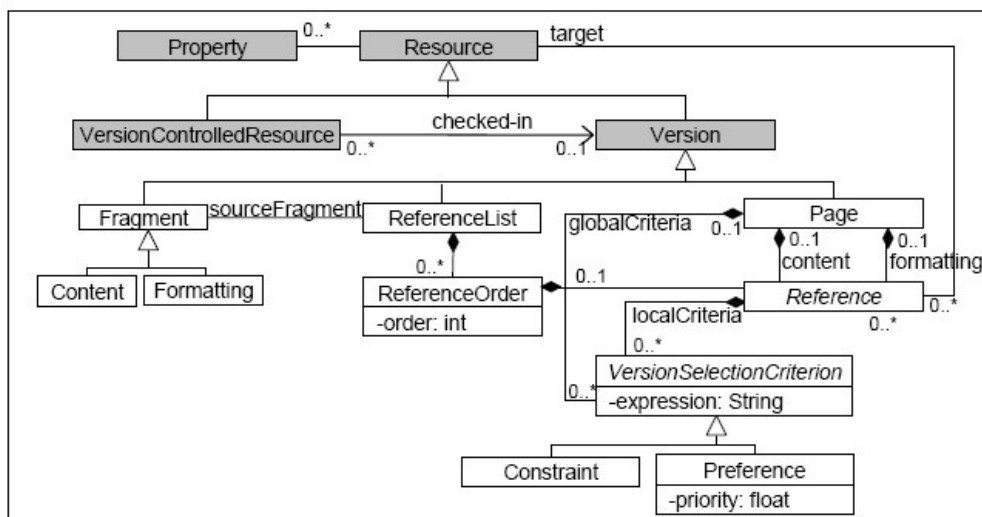 Property 0..* Resource target
VersionControlledResource checked-in Version
0..* 0..1
Fragment sourceFragment ReferenceList globalCriteria 0..1 Page
0..1 0..1
content formatting
0..*
Content Formatting ReferenceOrder 0..1 Reference 0..*
-order: int localCriteria 0..*
0..*
VersionSelectionCriterion
0..* -expression: String
Constraint Preference
-priority: float